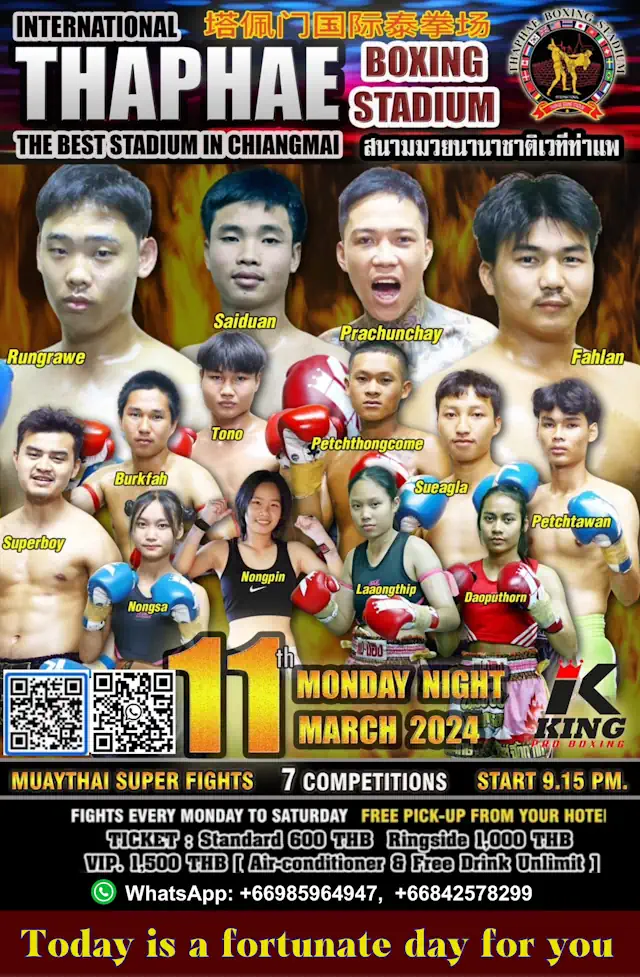 INTERNATIONAL
塔佩门国际泰拳场
THAPHAE
BOXING
STADIUM
THAPHAE BOXING STADIUM
INTERNATIONAL
THE BEST STADIUM IN CHIANGMAI
สนามมวยนานาชาติเวทีท่าแพ
Rungrawe
Saiduan
Prachunchay
Fahlan
Tono
Petchthongcome
Burkfah
Sueagla
Petchtawan
Superboy
Nongsa
Nongpin
Laaongthip
Daoputhorn
11th
MONDAY NIGHT
MARCH 2024
K
KING
PRO BOXING
MUAYTHAI SUPER FIGHTS 7 COMPETITIONS START 9.15 PM.
FIGHTS EVERY MONDAY TO SATURDAY FREE PICK-UP FROM YOUR HOTEl
TICKET : Standard 600 THB Ringside 1,000 THB
VIP. 1,500 THB [ Air-conditioner & Free Drink Unlimit ]
WhatsApp: +66985964947, +66842578299
Today is a fortunate day for you